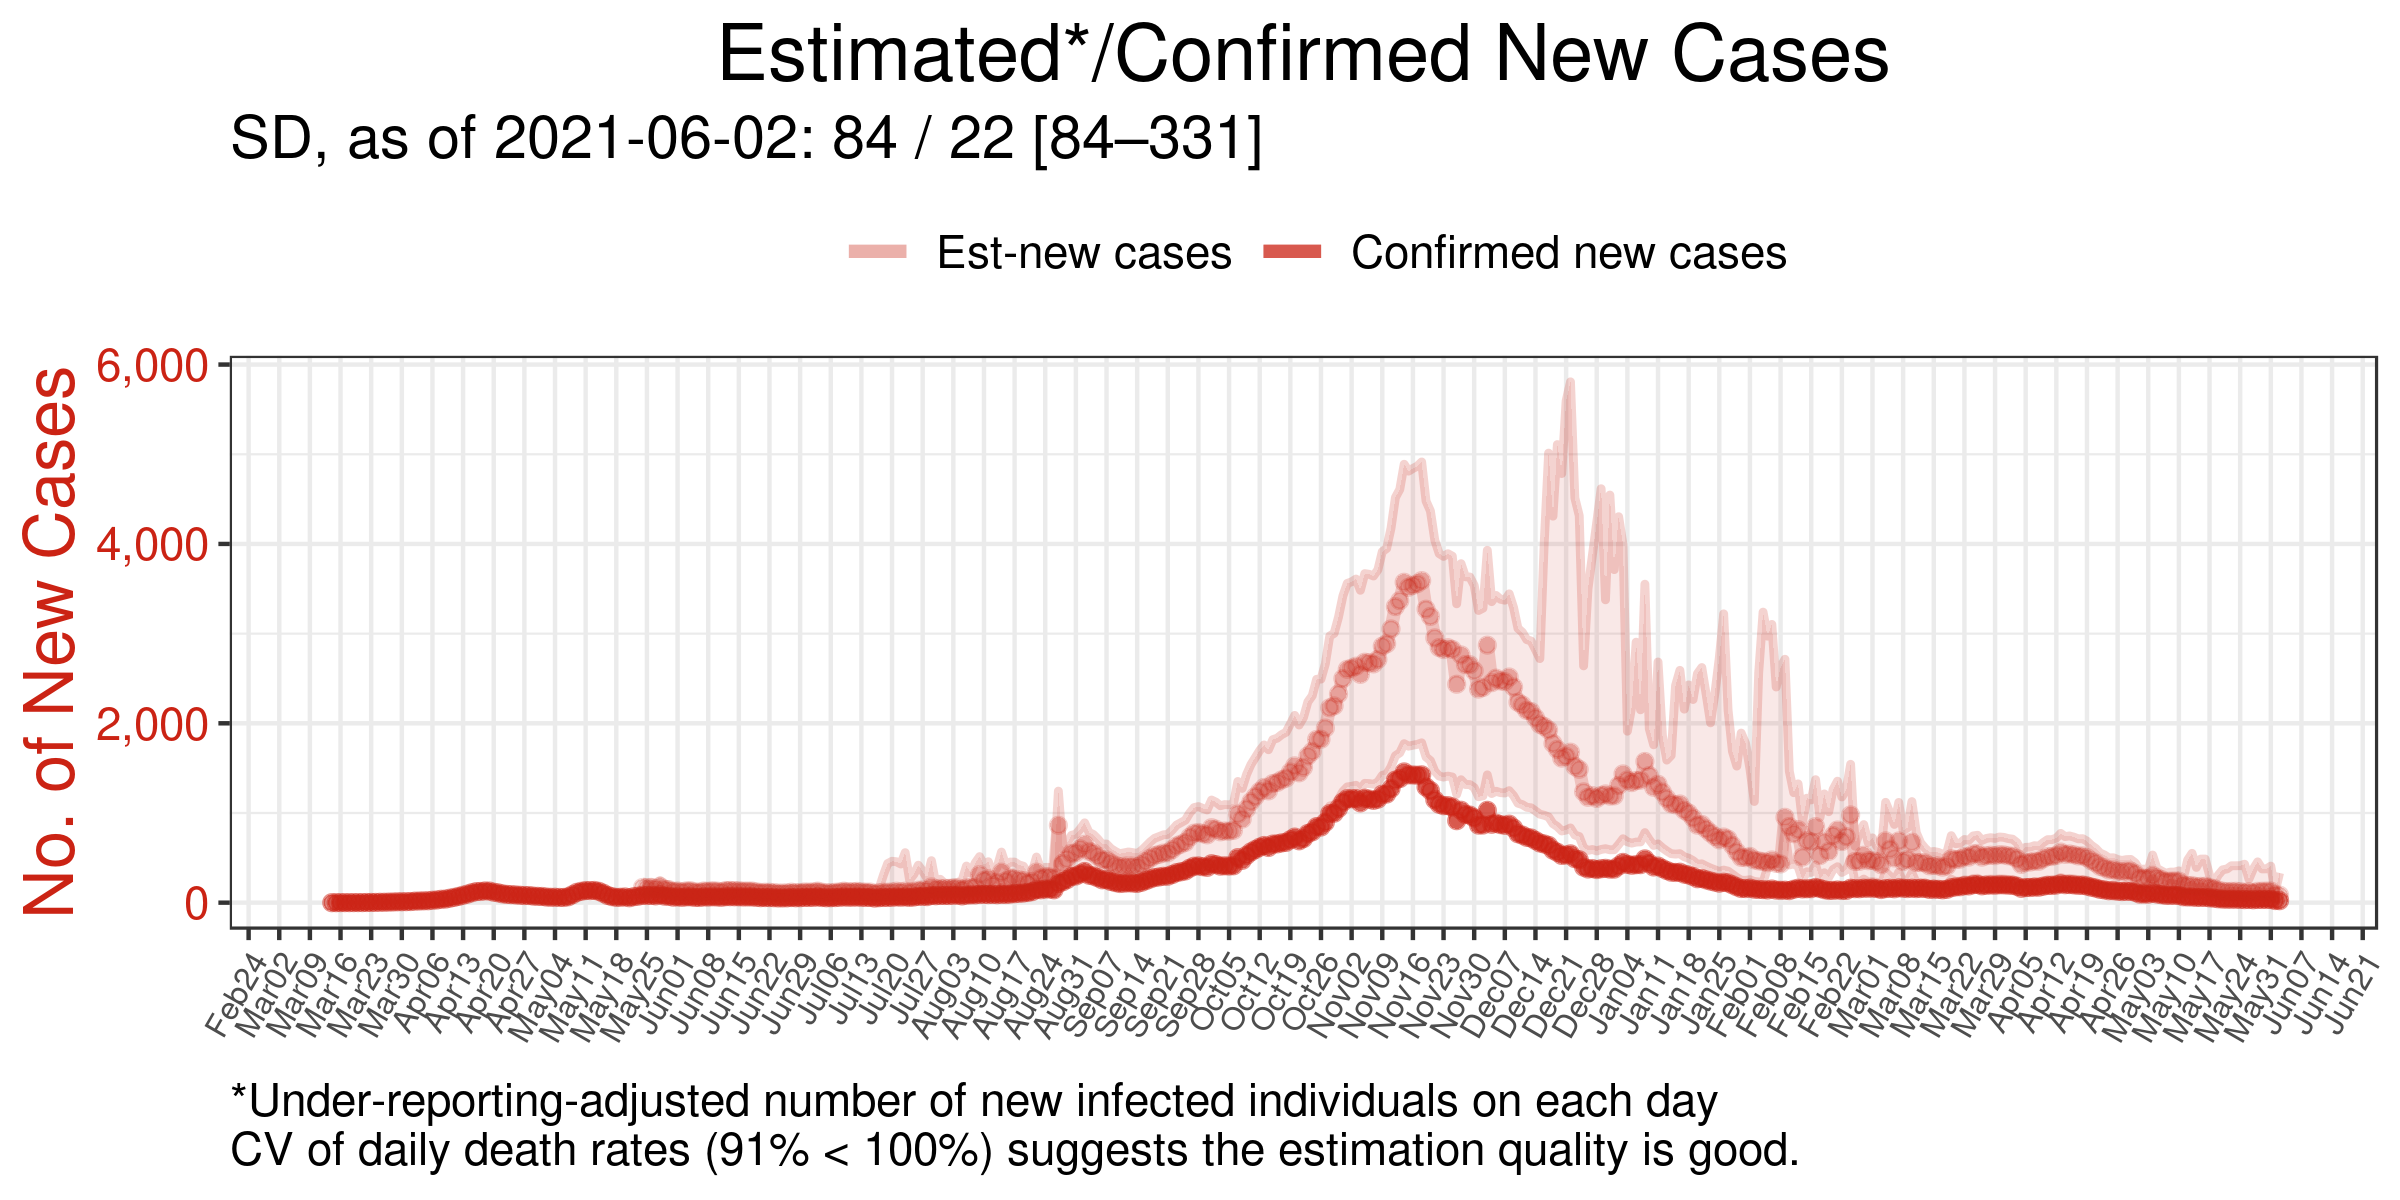 Estimated*/Confirmed New Cases
SD, as of 2021-06-02: 84 / 22 [84–331]
Est-new cases
Confirmed new cases
No. of New Cases
6,000
4,000
2,000
0
Feb24
Mar02
Mar09
Mar16
Mar23
Mar30
Apr06
Apr13
Apr20
Apr27
May04
May11
May18
May25
Jun01
Jun08
Jun15
Jun22
Jun29
Jul06
Jul13
Jul20
Jul27
Aug03
Aug10
Aug17
Aug24
Aug31
Sep07
Sep14
Sep21
Sep28
Oct05
Oct12
Oct19
Oct26
Nov02
Nov09
Nov16
Nov23
Nov30
Dec07
Dec14
Dec21
Dec28
Jan04
Jan11
Jan18
Jan25
Feb01
Feb08
Feb15
Feb22
Mar01
Mar08
Mar15
Mar22
Mar29
Apr05
Apr12
Apr19
Apr26
May03
May10
May17
May24
May31
Jun07
Jun14
Jun21
*Under-reporting-adjusted number of new infected individuals on each day
CV of daily death rates (91% < 100%) suggests the estimation quality is good.